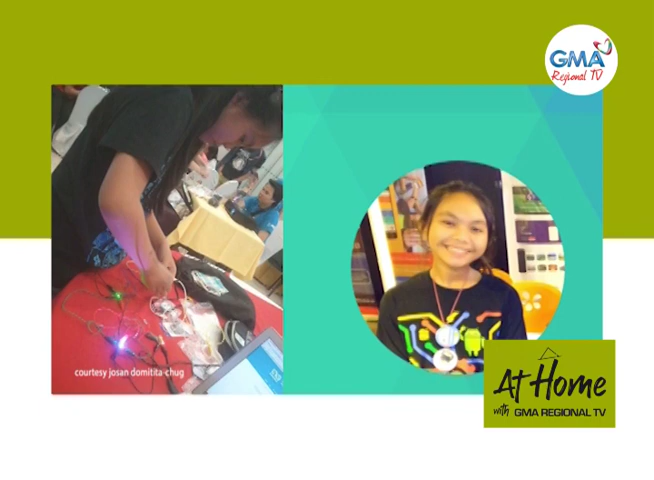 GMA
Regional TV
courtesy josan domitita-chug
At Home
with GMA REGIONAL TV